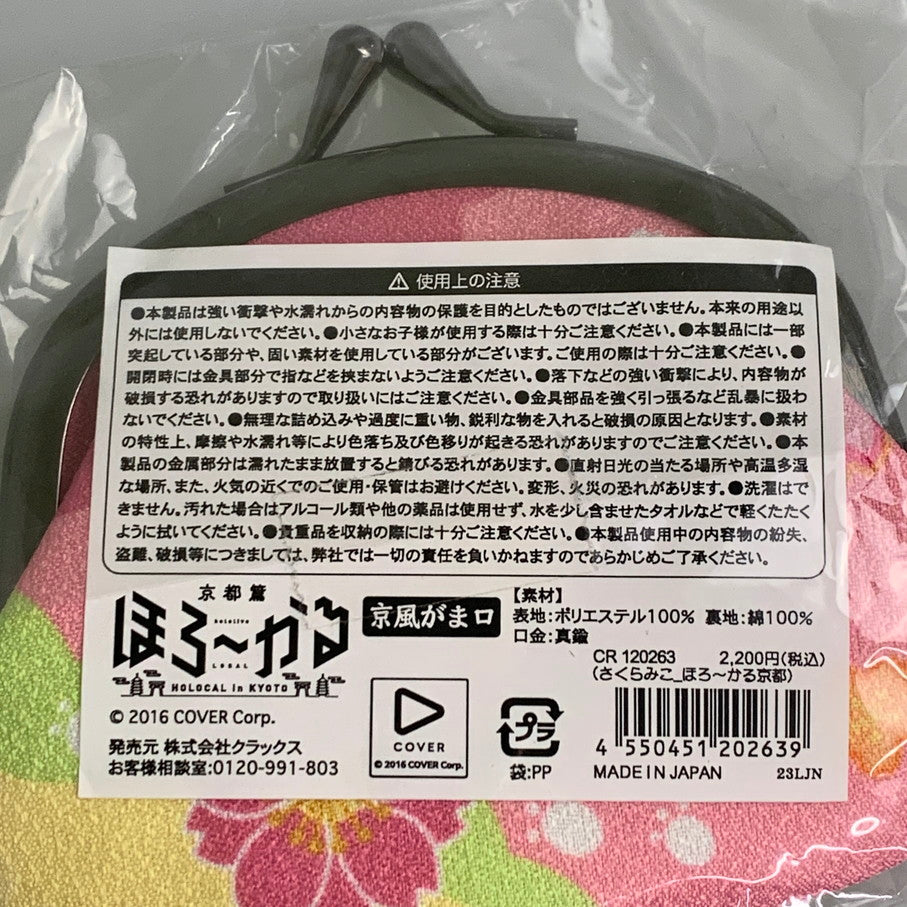 ⚠ 使用上の注意
●本製品は強い衝撃や水濡れからの内容物の保護を目的としたものではございません。本来の用途以
外には使用しないでください。●小さなお子様が使用する際は十分ご注意ください。●本製品には一部
突起している部分や、固い素材を使用している部分がございます。ご使用の際は十分ご注意ください。●
開閉時には金具部分で指などを挟まないようご注意ください。●落下などの強い衝撃により、内容物が
破損する恐れがありますので取り扱いにはご注意ください。●金具部品を強く引っ張るなど乱暴に扱わ
ないでください。●無理な詰め込みや過度に重い物、鋭利な物を入れると破損の原因となります。●素材
の特性上、摩擦や水濡れ等により色落ち及び色移りが起きる恐れがありますのでご注意ください。●本
製品の金属部分は濡れたまま放置すると錆びる恐れがあります。●直射日光の当たる場所や高温多湿
な場所、また、火気の近くでのご使用・保管はお避けください。変形、火災の恐れがあります。●洗濯はで
きません。汚れた場合はアルコール類や他の薬品は使用せず、水を少し含ませたタオルなどで軽くたたく
ように拭いてください。●貴重品を収納の際には十分ご注意ください。●本製品使用中の内容物の紛失、
盗難、破損等につきましては、弊社では一切の責任を負いかねますのであらかじめご了承ください。
京都篇
ほろ〜かる
hololive
LOCAL
HOLOCAL in KYOTO
京風がま口
【素材】
表地:ポリエステル100% 裏地:綿100%
口金:真鍮
CR 120263 2,200円(税込)
(さくらみこ_ほろ〜かる京都)
© 2016 COVER Corp.
発売元 株式会社クラックス
お客様相談室:0120-991-803
COVER
© 2016 COVER Corp.
プラ
袋:PP
4 550451 202639
MADE IN JAPAN
23LJN